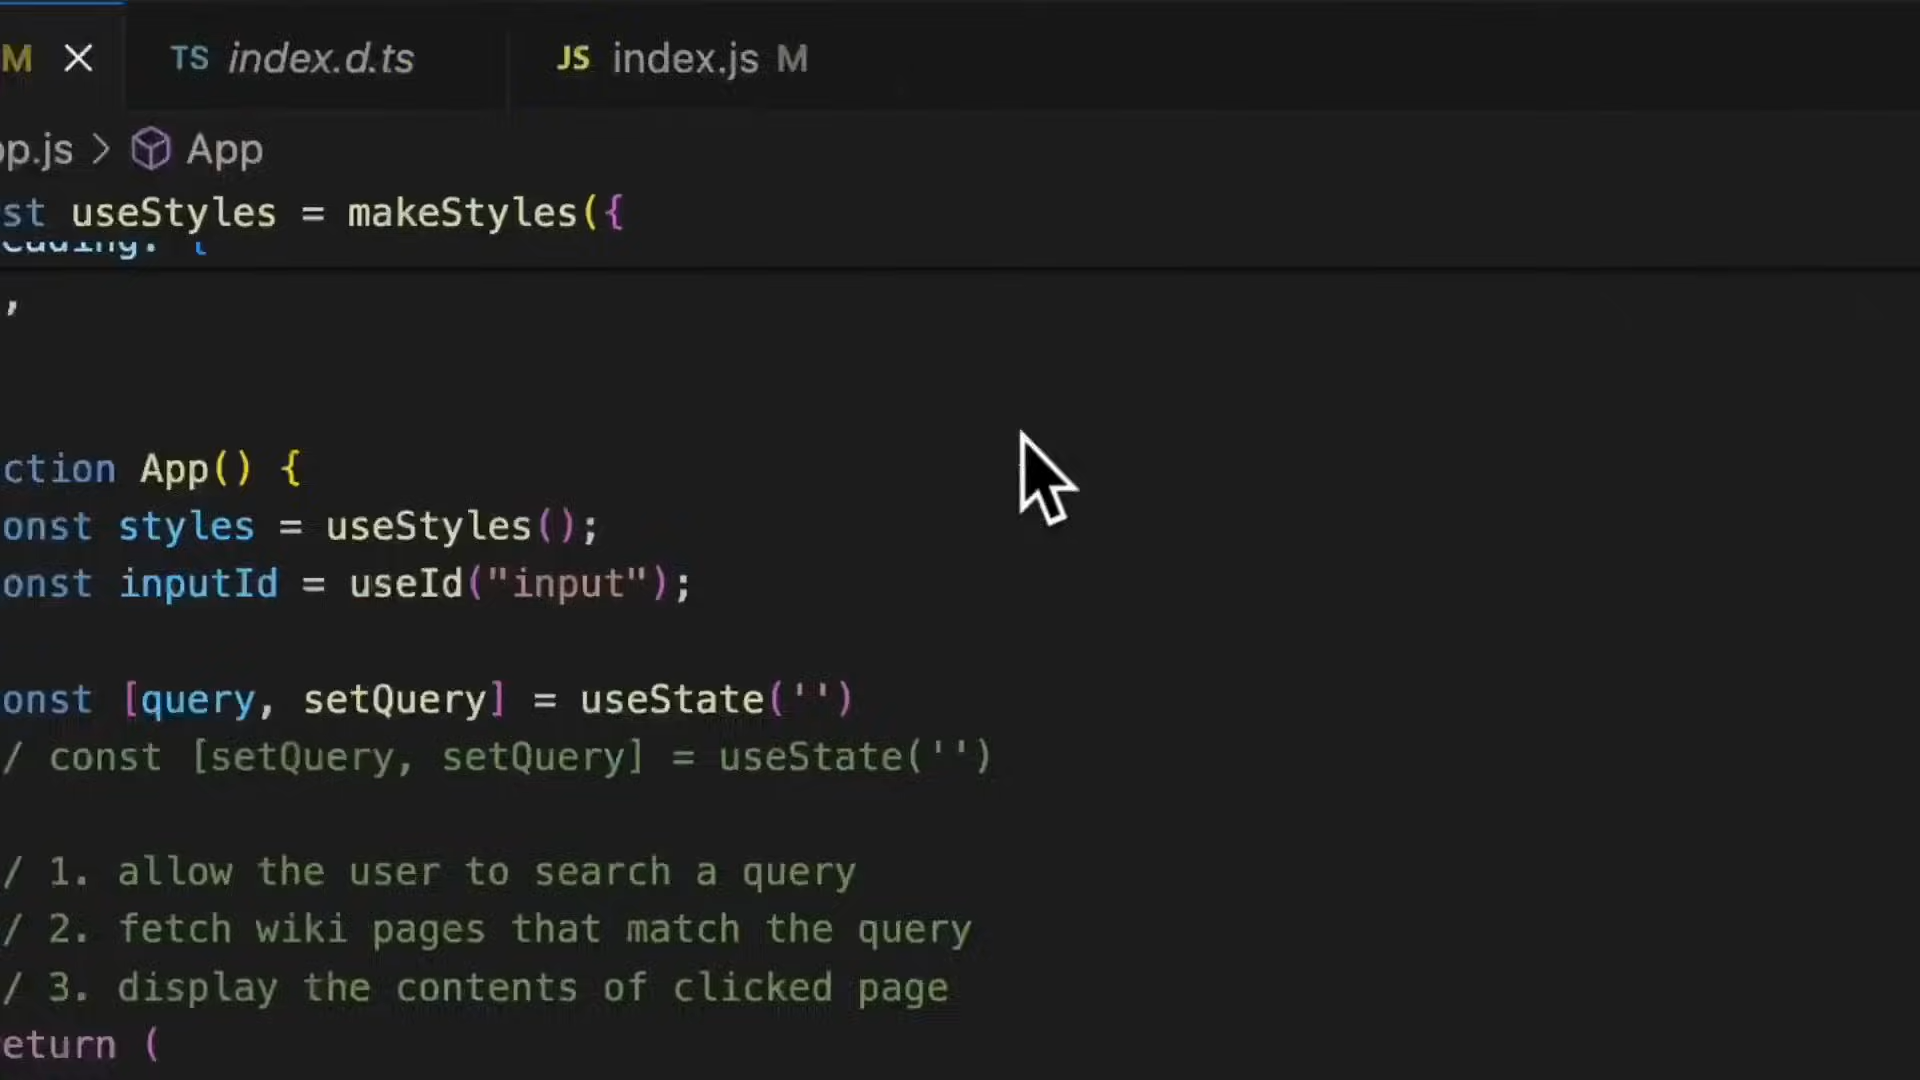 M × TS index.d.ts JS index.js M
pp.js > App
st useStyles = makeStyles({
eading: {
,
ction App() {
onst styles = useStyles();
onst inputId = useId("input");
onst [query, setQuery] = useState('')
/ const [setQuery, setQuery] = useState('')
/ 1. allow the user to search a query
/ 2. fetch wiki pages that match the query
/ 3. display the contents of clicked page
eturn (